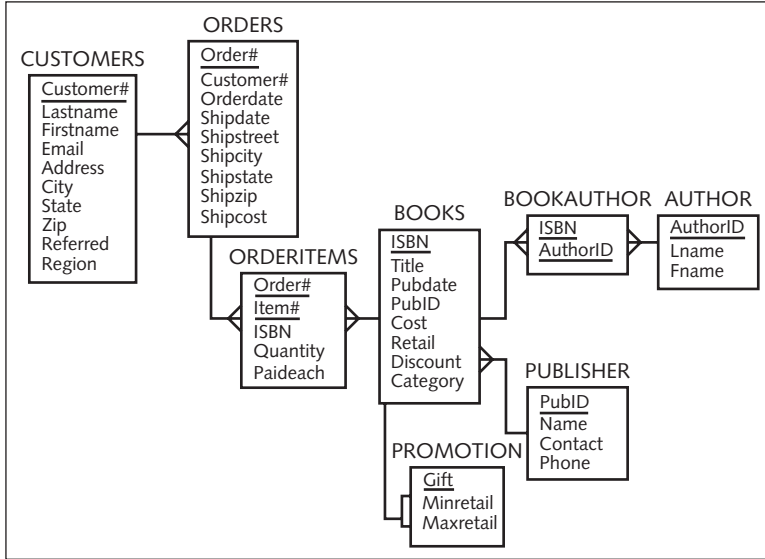 CUSTOMERS
Customer#
Lastname
Firstname
Email
Address
City
State
Zip
Referred
Region
ORDERS
Order#
Customer#
Orderdate
Shipdate
Shipstreet
Shipcity
Shipstate
Shipzip
Shipcost
ORDERITEMS
Order#
Item#
ISBN
Quantity
Paideach
BOOKS
ISBN
Title
Pubdate
PubID
Cost
Retail
Discount
Category
PROMOTION
Gift
Minretail
Maxretail
BOOKAUTHOR
ISBN
AuthorID
AUTHOR
AuthorID
Lname
Fname
PUBLISHER
PubID
Name
Contact
Phone